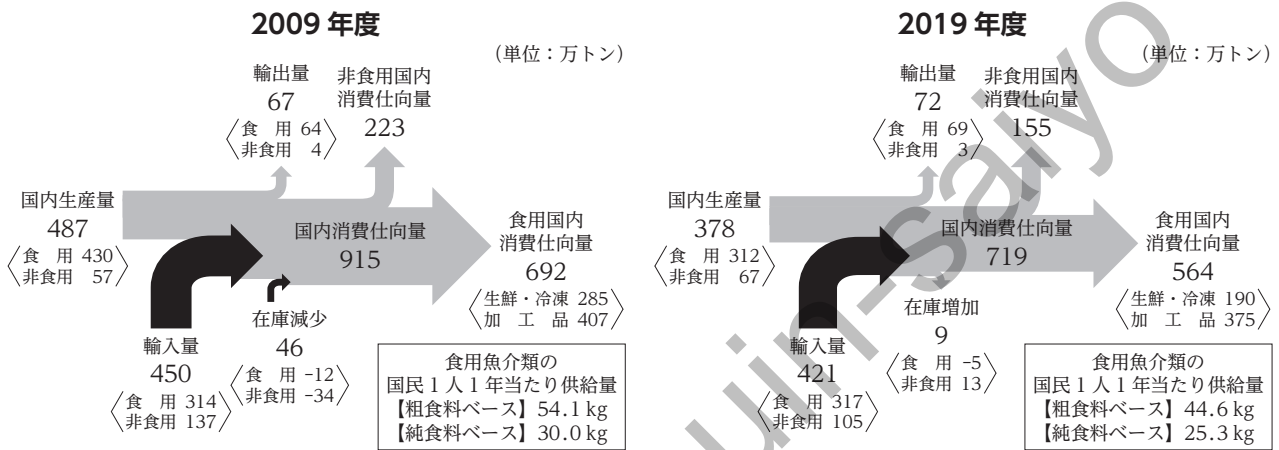 2009年度
(単位：万トン)
輸出量
67
〈食　用 64
非食用 4〉
非食用国内
消費仕向量
223
国内生産量
487
〈食　用 430
非食用 57〉
国内消費仕向量
915
食用国内
消費仕向量
692
〈生鮮・冷凍 285
加　工　品 407〉
輸入量
450
〈食　用 314
非食用 137〉
在庫減少
46
〈食　用 -12
非食用 -34〉
食用魚介類の
国民1人1年当たり供給量
【粗食料ベース】54.1kg
【純食料ベース】30.0kg
2019年度
(単位：万トン)
輸出量
72
〈食　用 69
非食用 3〉
非食用国内
消費仕向量
155
国内生産量
378
〈食　用 312
非食用 67〉
国内消費仕向量
719
食用国内
消費仕向量
564
〈生鮮・冷凍 190
加　工　品 375〉
輸入量
421
〈食　用 317
非食用 105〉
在庫増加
9
〈食　用 -5
非食用 13〉
食用魚介類の
国民1人1年当たり供給量
【粗食料ベース】44.6kg
【純食料ベース】25.3kg
uin-saiyo